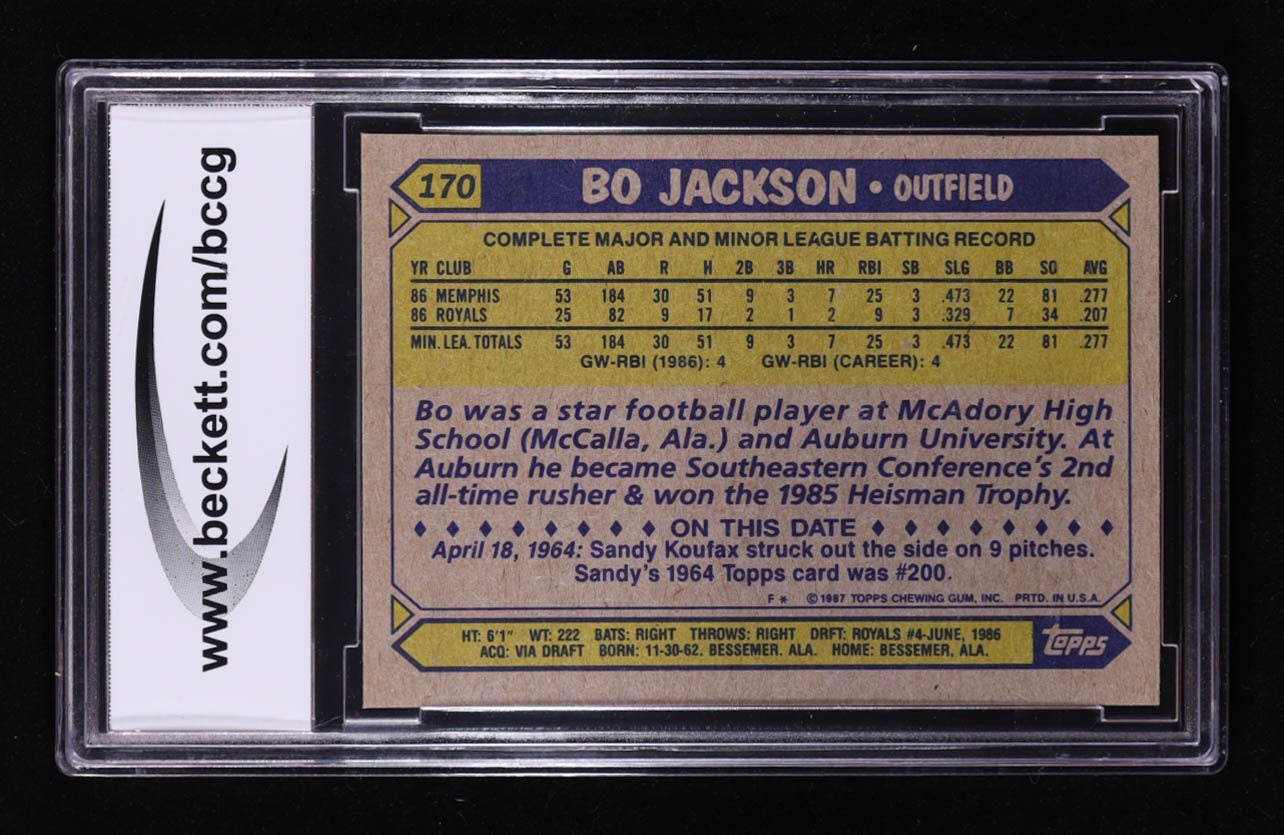 www.beckett.com/bccg
170 BO JACKSON • OUTFIELD
COMPLETE MAJOR AND MINOR LEAGUE BATTING RECORD
YR CLUB G AB R H 2B 3B HR RBI SB SLG BB SO AVG
86 MEMPHIS 53 184 30 51 9 3 7 25 3 .473 22 81 .277
86 ROYALS 25 82 9 17 2 1 2 9 3 .329 7 34 .207
MIN. LEA. TOTALS 53 184 30 51 9 3 7 25 3 .473 22 81 .277
GW-RBI (1986): 4 GW-RBI (CAREER): 4
Bo was a star football player at McAdory High
School (McCalla, Ala.) and Auburn University. At
Auburn he became Southeastern Conference's 2nd
all-time rusher & won the 1985 Heisman Trophy.
♦ ♦ ♦ ♦ ♦ ♦ ♦ ♦ ON THIS DATE ♦ ♦ ♦ ♦ ♦ ♦ ♦ ♦
April 18, 1964: Sandy Koufax struck out the side on 9 pitches.
Sandy's 1964 Topps card was #200.
F * © 1987 TOPPS CHEWING GUM, INC. PRTD. IN U.S.A.
HT: 6'1" WT: 222 BATS: RIGHT THROWS: RIGHT DRFT: ROYALS #4-JUNE, 1986
ACQ: VIA DRAFT BORN: 11-30-62, BESSEMER, ALA. HOME: BESSEMER, ALA.
topps